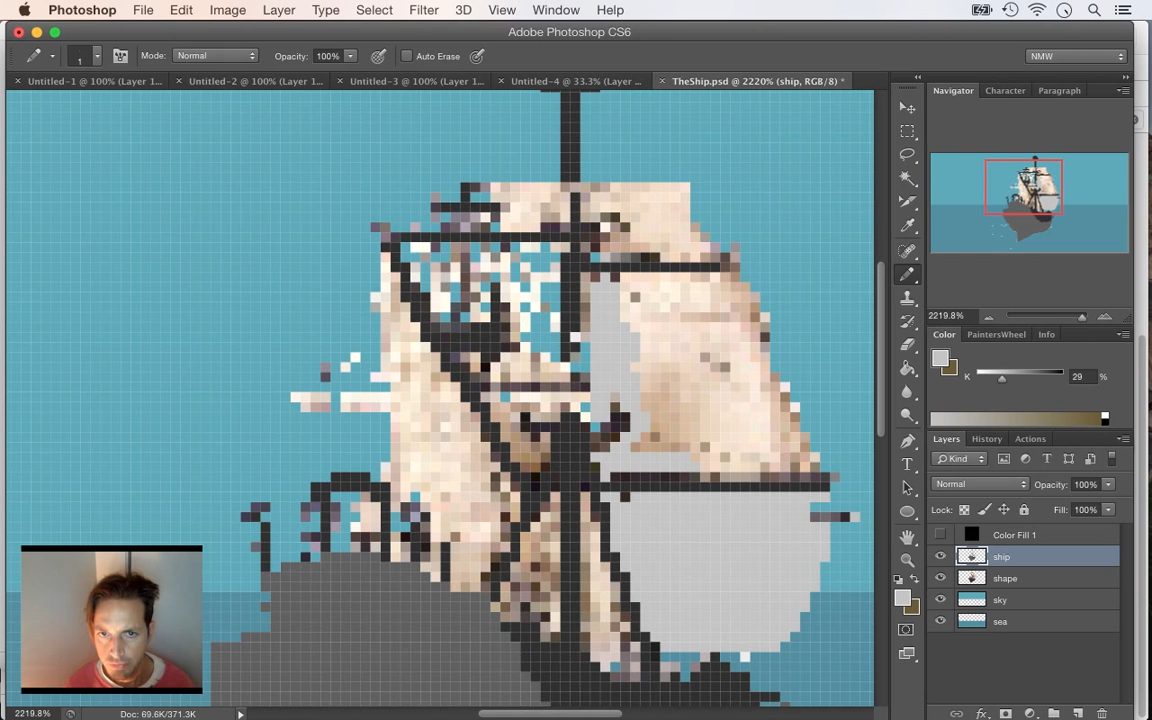 Photoshop File Edit Image Layer Type Select Filter 3D View Window Help
Adobe Photoshop CS6
1 Mode: Normal Opacity: 100% Auto Erase NMW
Untitled-1 @ 100% (Layer 1... Untitled-2 @ 100% (Layer 1... Untitled-3 @ 100% (Layer 1... Untitled-4 @ 33.3% (Layer ... TheShip.psd @ 2220% (ship, RGB/8) *
Navigator Character Paragraph
2219.8%
Color PaintersWheel Info
K 29 %
Layers History Actions
Kind
Normal Opacity: 100%
Lock: Fill: 100%
Color Fill 1
ship
shape
sky
sea
2219.8% Doc: 69.6K/371.3K